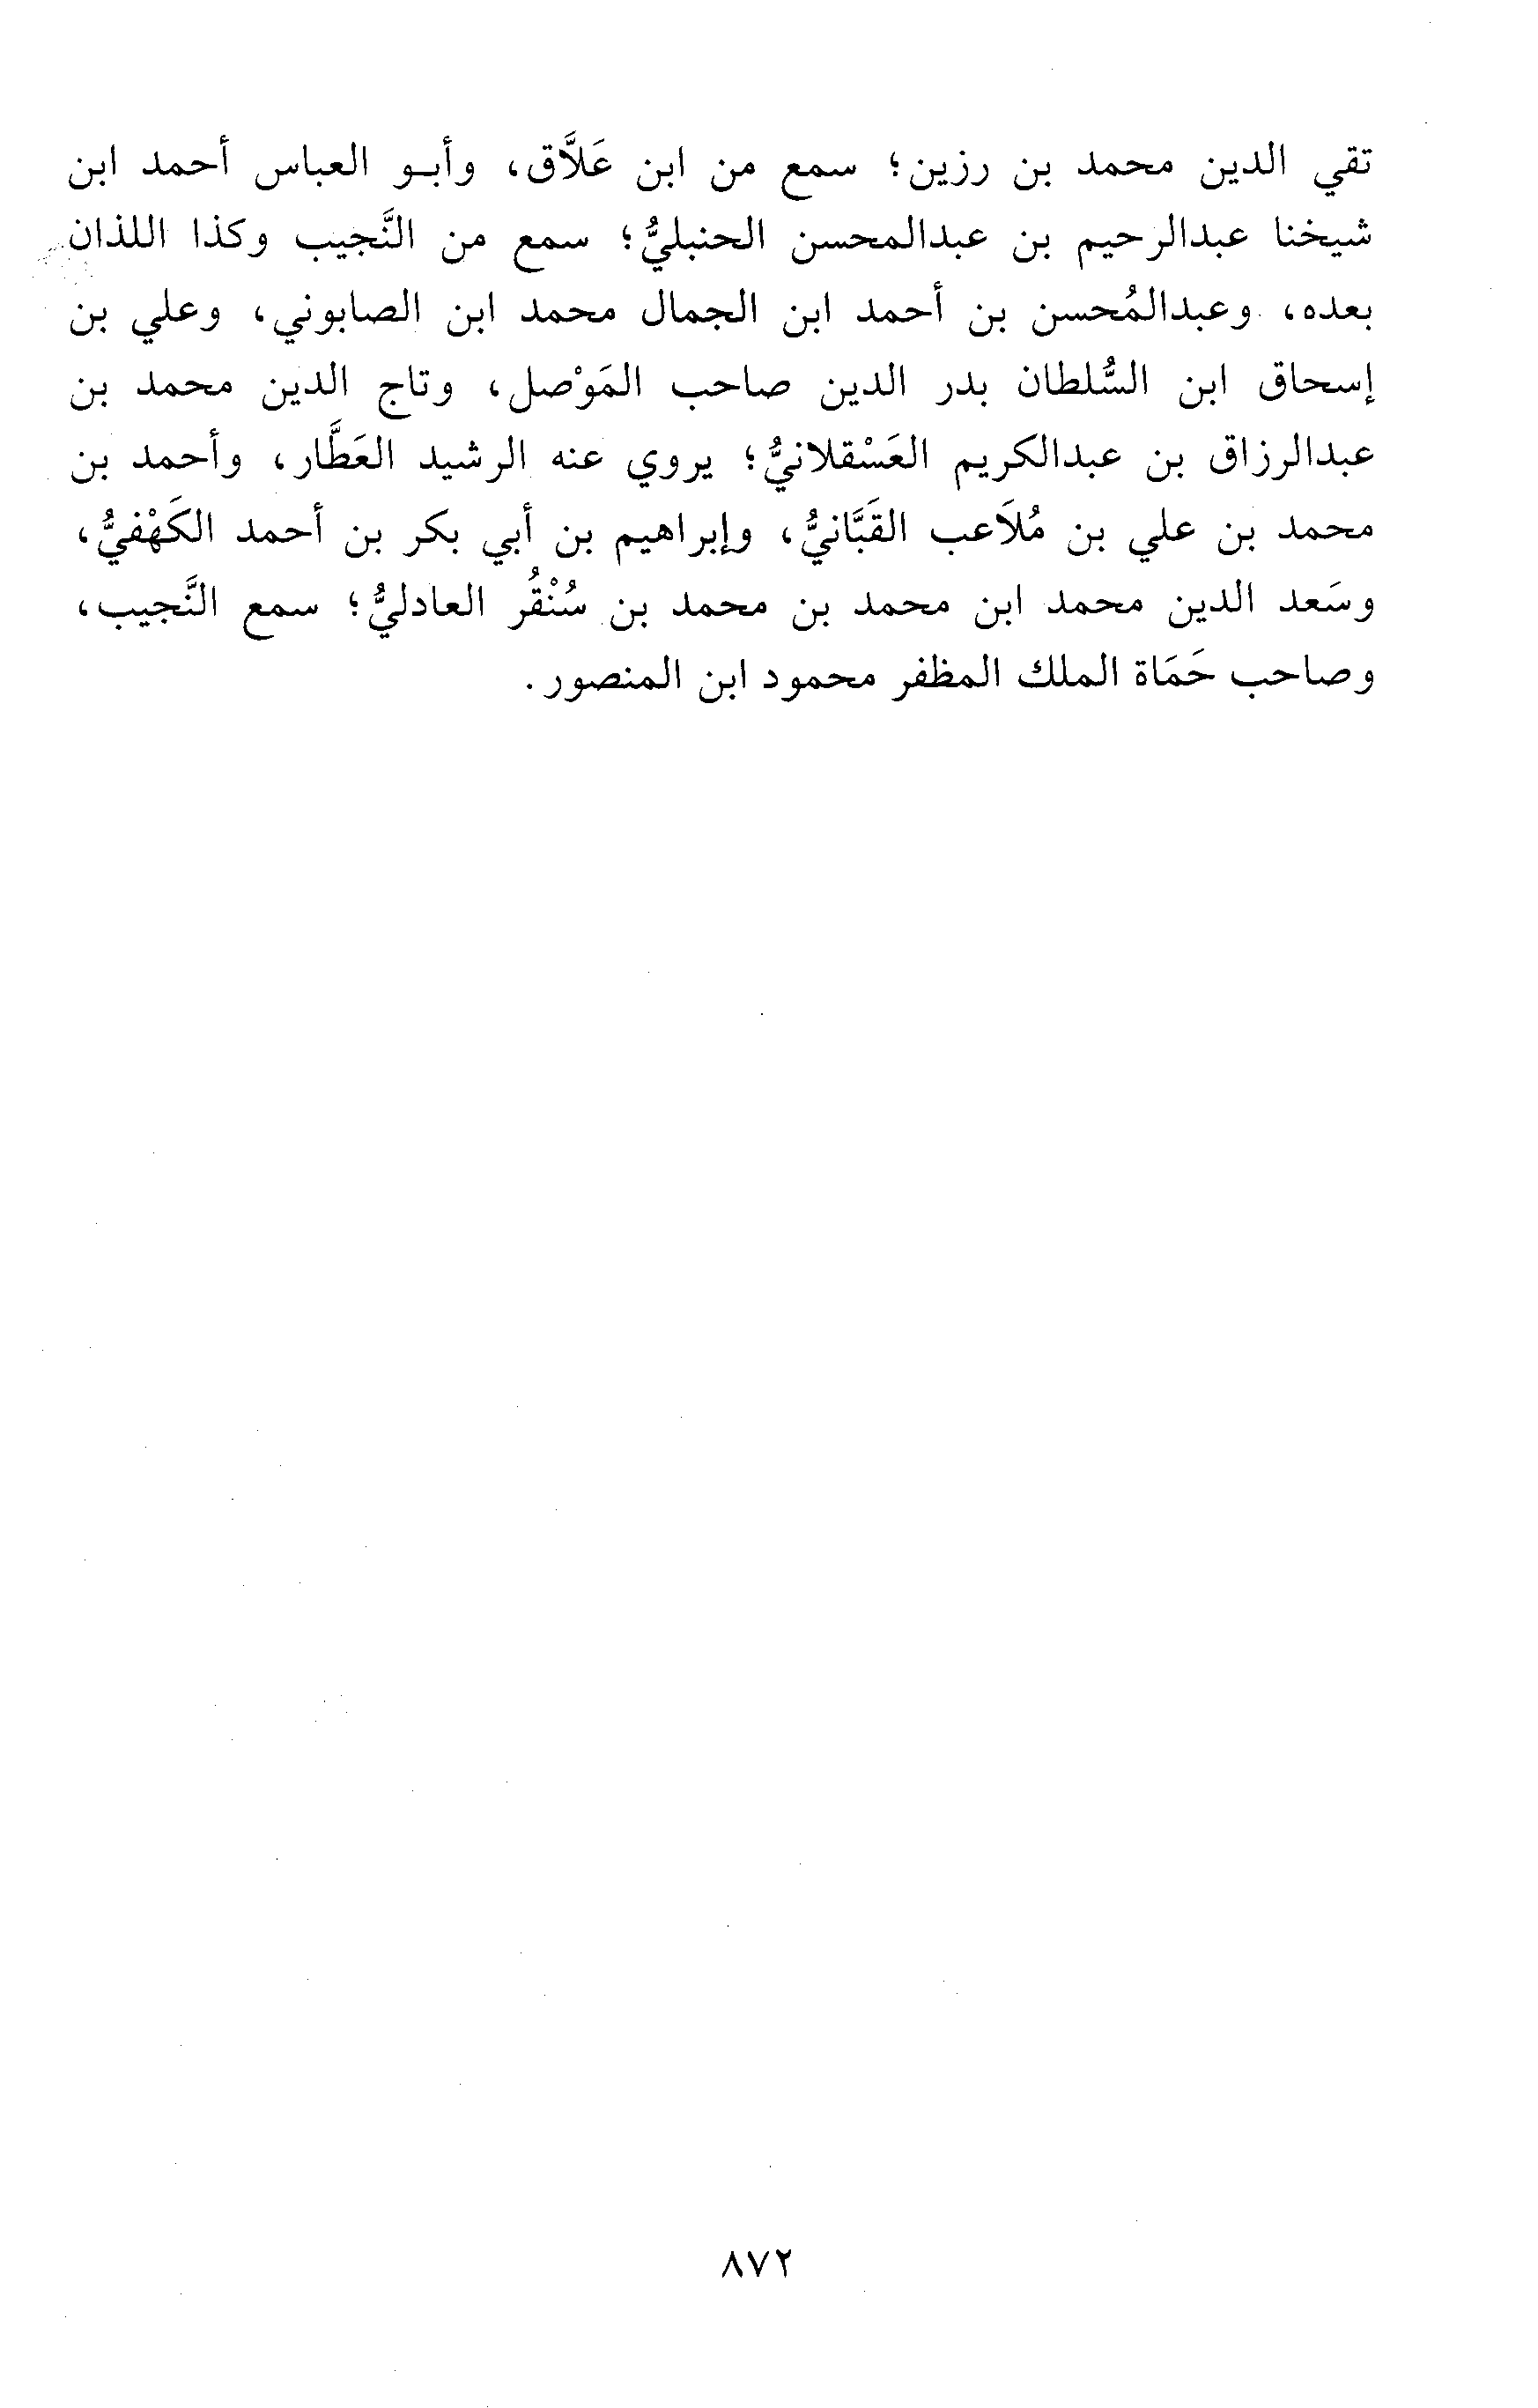 تقي الدين محمد بن رزين؛ سمع من ابن عَلاَّق، وأبـو العباس أحمد ابن
شيخنا عبدالرحيم بن عبدالمحسن الحنبليُّ؛ سمع من النَّجيب وكذا اللذان
بعده، وعبدالمُحسن بن أحمد ابن الجمال محمد ابن الصابوني، وعلي بن
إسحاق ابن السُّلطان بدر الدين صاحب المَوْصل، وتاج الدين محمد بن
عبدالرزاق بن عبدالكريم العَسْقلانيُّ؛ يروي عنه الرشيد العَطَّار، وأحمد بن
محمد بن علي بن مُلاَعب القَبَّانيُّ، وإبراهيم بن أبي بكر بن أحمد الكَهْفيُّ،
وسَعد الدين محمد ابن محمد بن محمد بن سُنْقُر العادليُّ؛ سمع النَّجيب،
وصاحب حَمَاة الملك المظفر محمود ابن المنصور.
٨٧٢